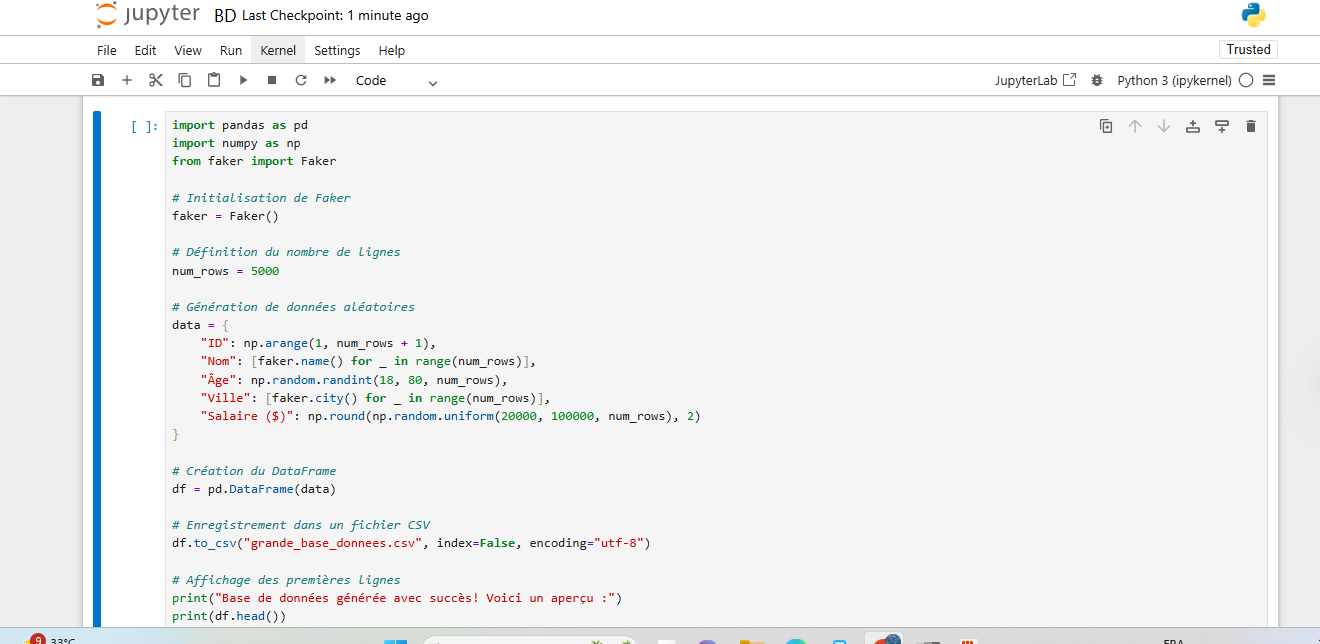 jupyter BD Last Checkpoint: 1 minute ago
File Edit View Run Kernel Settings Help Trusted
Code JupyterLab Python 3 (ipykernel)
[ ]:
import pandas as pd
import numpy as np
from faker import Faker
# Initialisation de Faker
faker = Faker()
# Définition du nombre de lignes
num_rows = 5000
# Génération de données aléatoires
data = {
    "ID": np.arange(1, num_rows + 1),
    "Nom": [faker.name() for _ in range(num_rows)],
    "Âge": np.random.randint(18, 80, num_rows),
    "Ville": [faker.city() for _ in range(num_rows)],
    "Salaire ($)": np.round(np.random.uniform(20000, 100000, num_rows), 2)
}
# Création du DataFrame
df = pd.DataFrame(data)
# Enregistrement dans un fichier CSV
df.to_csv("grande_base_donnees.csv", index=False, encoding="utf-8")
# Affichage des premières lignes
print("Base de données générée avec succès! Voici un aperçu :")
print(df.head())
9 33°C FRA